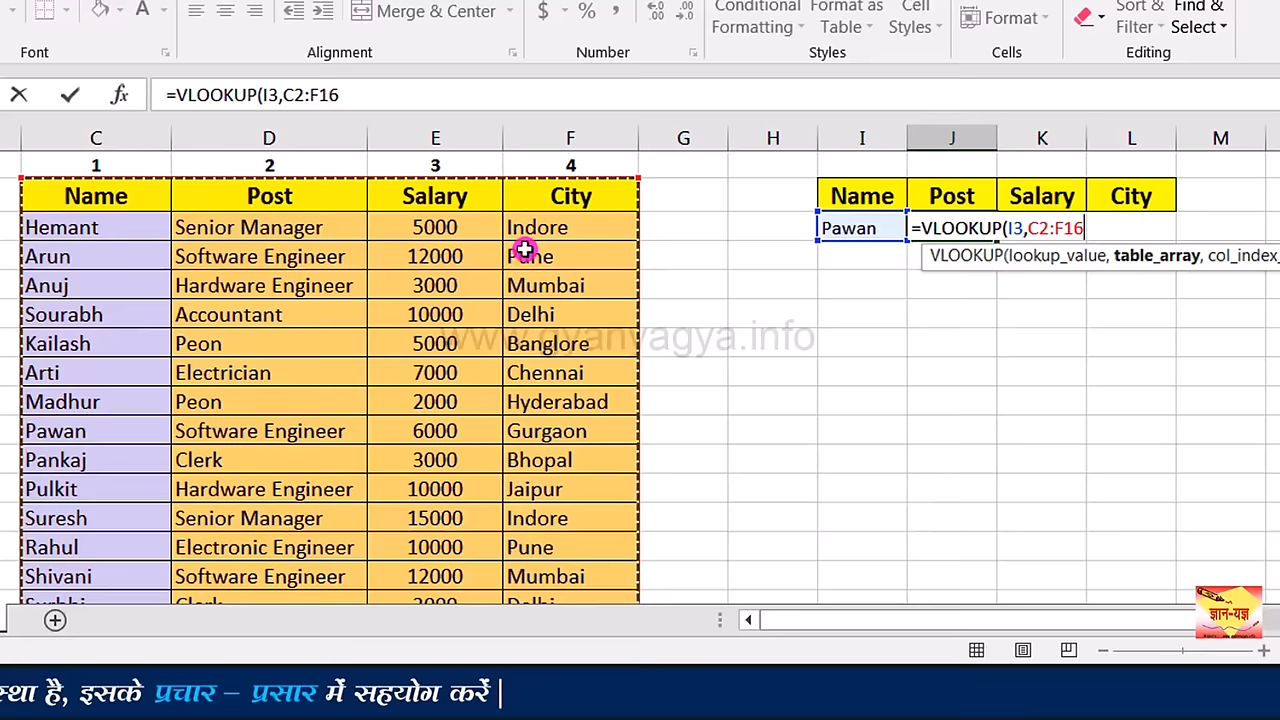 Merge & Center
$ % ,
Conditional Formatting
Format as Table
Cell Styles
Format
Sort & Filter
Find & Select
Font Alignment Number Styles Cells Editing
fx =VLOOKUP(I3,C2:F16
C D E F G H I J K L M
1 2 3 4
Name Post Salary City Name Post Salary City
Hemant Senior Manager 5000 Indore Pawan =VLOOKUP(I3,C2:F16
VLOOKUP(lookup_value, table_array, col_index_
Arun Software Engineer 12000 Pune
Anuj Hardware Engineer 3000 Mumbai
Sourabh Accountant 10000 Delhi
Kailash Peon 5000 Banglore
www.gyanvagya.info
Arti Electrician 7000 Chennai
Madhur Peon 2000 Hyderabad
Pawan Software Engineer 6000 Gurgaon
Pankaj Clerk 3000 Bhopal
Pulkit Hardware Engineer 10000 Jaipur
Suresh Senior Manager 15000 Indore
Rahul Electronic Engineer 10000 Pune
Shivani Software Engineer 12000 Mumbai
ज्ञान-यज्ञ
स्था है, इसके प्रचार – प्रसार में सहयोग करें |